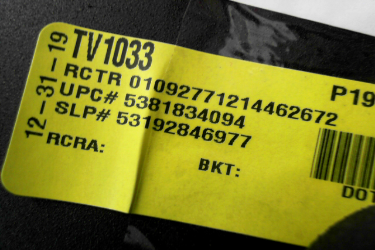 12-31-19
TV1033
RCTR 01092771214462672
UPC# 5381834094
SLP# 53192846977
RCRA:
BKT:
P19
DOT